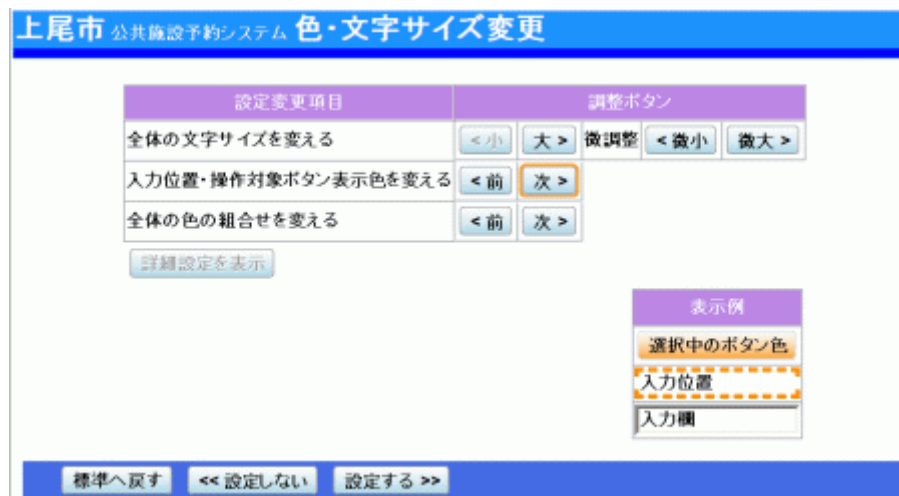 上尾市 公共施設予約システム 色・文字サイズ変更
設定変更項目 調整ボタン
全体の文字サイズを変える <小 大> 微調整 <微小 微大>
入力位置・操作対象ボタン表示色を変える <前 次>
全体の色の組合せを変える <前 次>
詳細設定を表示
表示例
選択中のボタン色
入力位置
入力欄
標準へ戻す <<設定しない 設定する>>